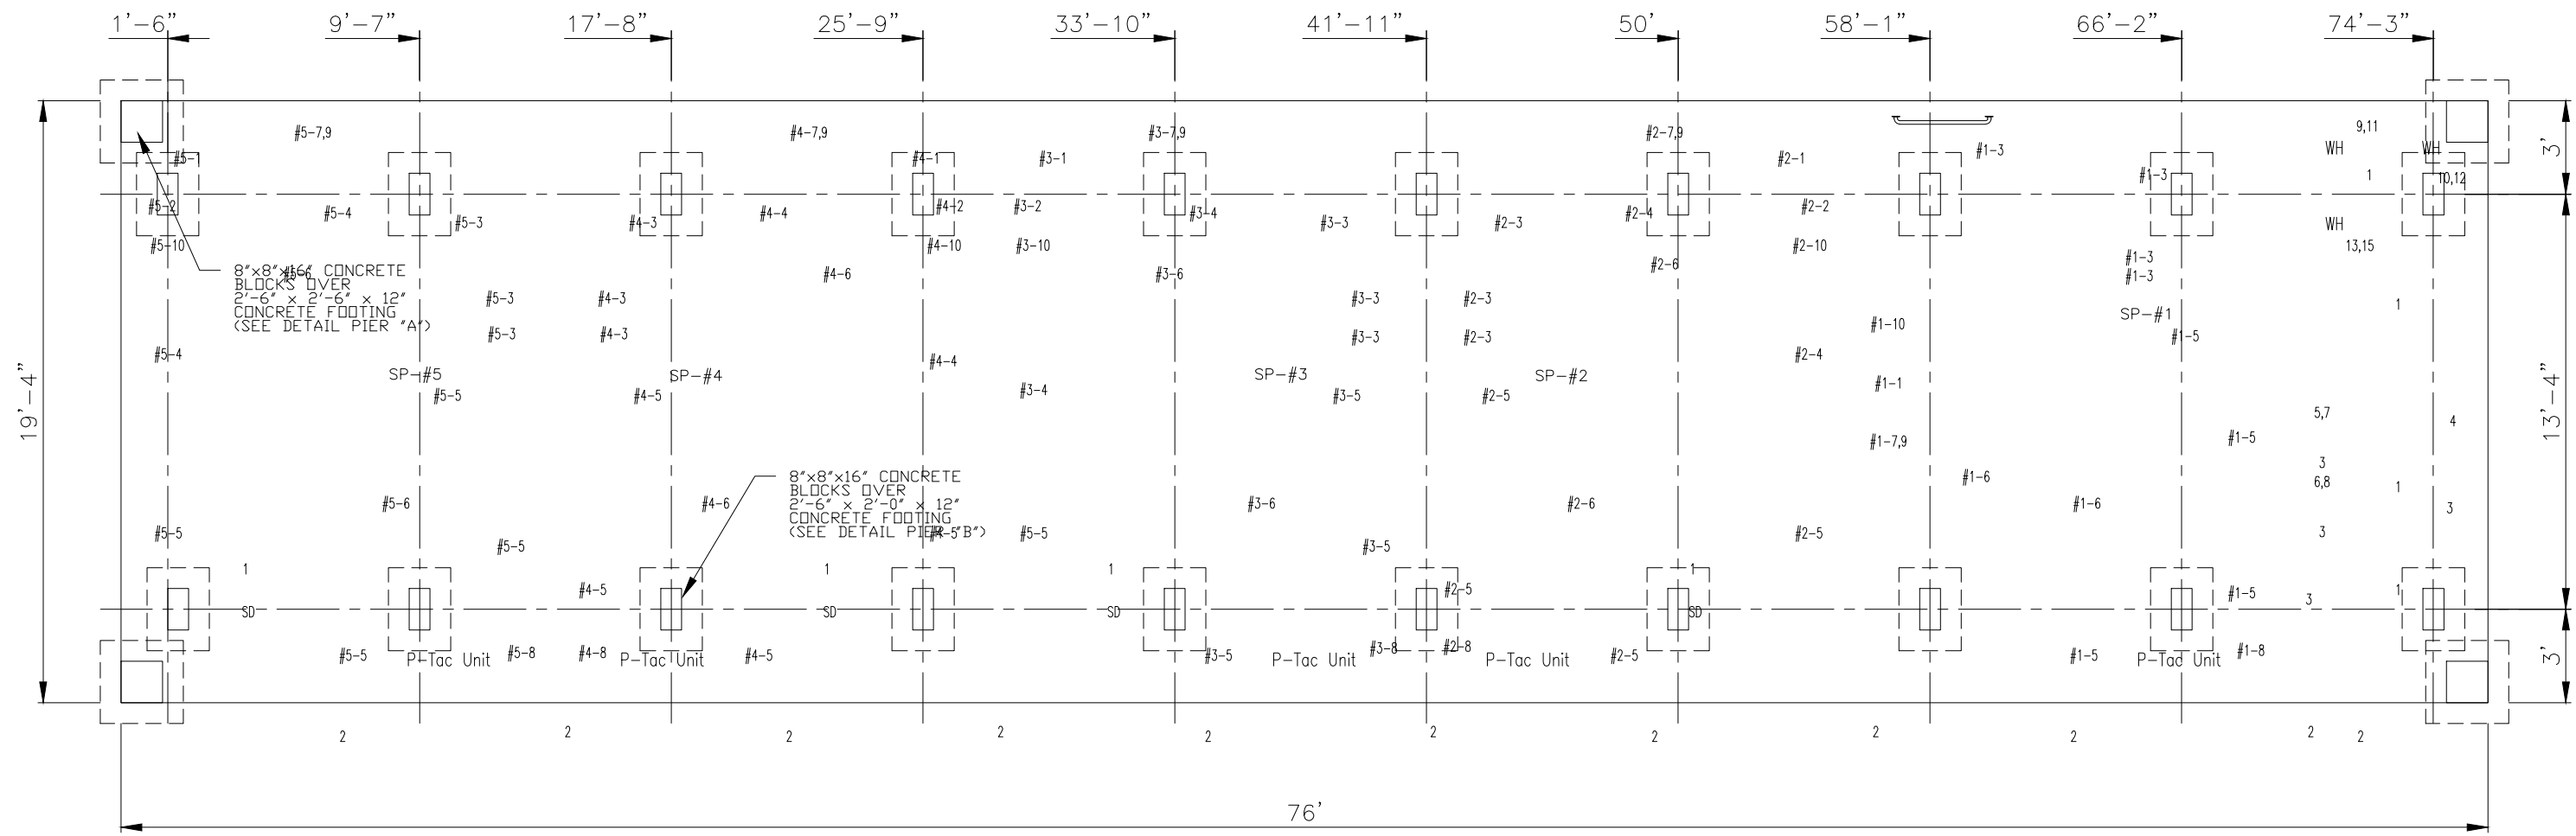 1'-6" 9'-7" 17'-8" 25'-9" 33'-10" 41'-11" 50' 58'-1" 66'-2" 74'-3"
#5-7,9 #4-7,9 #3-7,9 #2-7,9 9,11
#5-1 #4-1 #3-1 #2-1 #1-3 WH WH
3'
#1-3 1 10,12
#5-2 #5-4 #5-3 #4-3 #4-4 #4-2 #3-2 #3-4 #3-3 #2-3 #2-4 #2-2 WH
#5-10 #4-10 #3-10 #2-10 13,15
#1-3
#5-6 #4-6 #3-6 #2-6 #1-3
8"x8"x16" CONCRETE
BLOCKS OVER
2'-6" x 2'-6" x 12"
CONCRETE FOOTING
(SEE DETAIL PIER "A")
#5-3 #4-3 #3-3 #2-3 1
SP-#1
#1-10
#5-3 #4-3 #3-3 #2-3 #1-5
#5-4 #4-4 #2-4
SP-#5 SP-#4 SP-#3 SP-#2
#1-1
#5-5 #4-5 #3-4 #3-5 #2-5
19'-4"
13'-4"
5,7 4
#1-7,9 #1-5
3
6,8 1
#1-6
#5-6 #4-6 #3-6 #2-6 #1-6 3
8"x8"x16" CONCRETE
BLOCKS OVER
2'-6" x 2'-0" x 12"
CONCRETE FOOTING
(SEE DETAIL PIER "B")
#5-5 #4-5 #5-5 #2-5 3
#5-5 #3-5
1 1 1 1
#4-5 #2-5 #1-5 3 1
SD SD SD SD
#5-5 P-Tac Unit #5-8 #4-8 P-Tac Unit #4-5 #3-5 P-Tac Unit #3-8 #2-8 P-Tac Unit #2-5 #1-5 P-Tac Unit #1-8
3'
2 2 2 2 2 2 2 2 2 2 2
76'